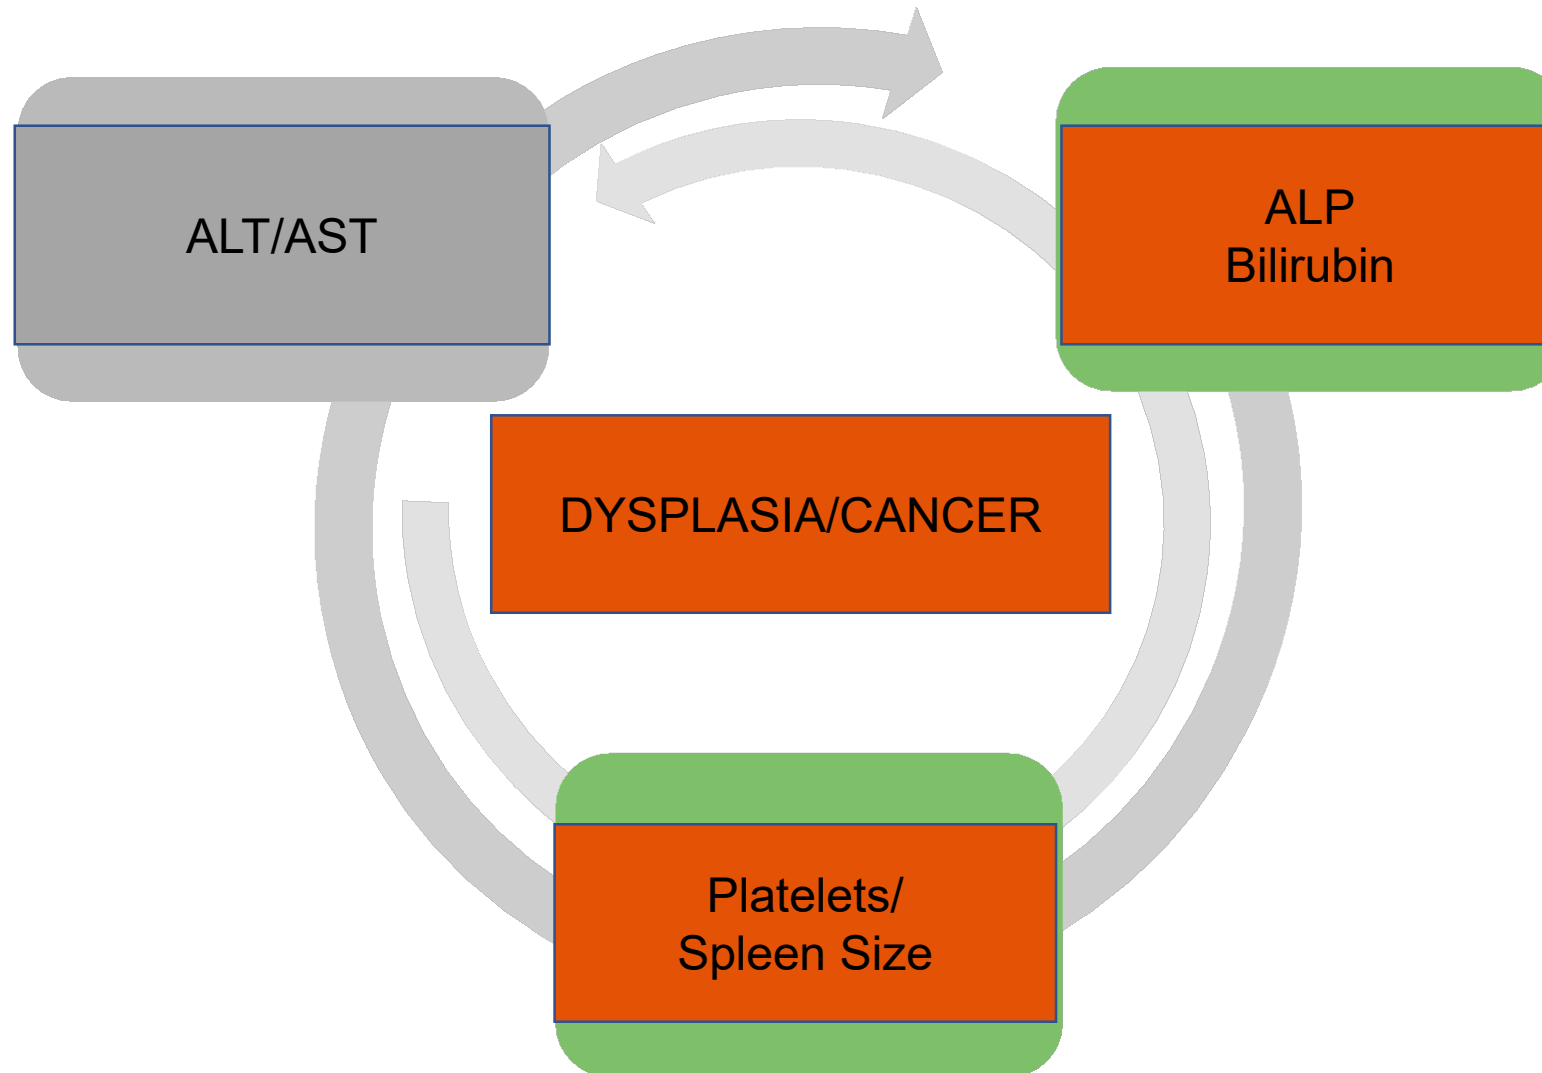 ALT/AST
ALP
Bilirubin
DYSPLASIA/CANCER
Platelets/
Spleen Size